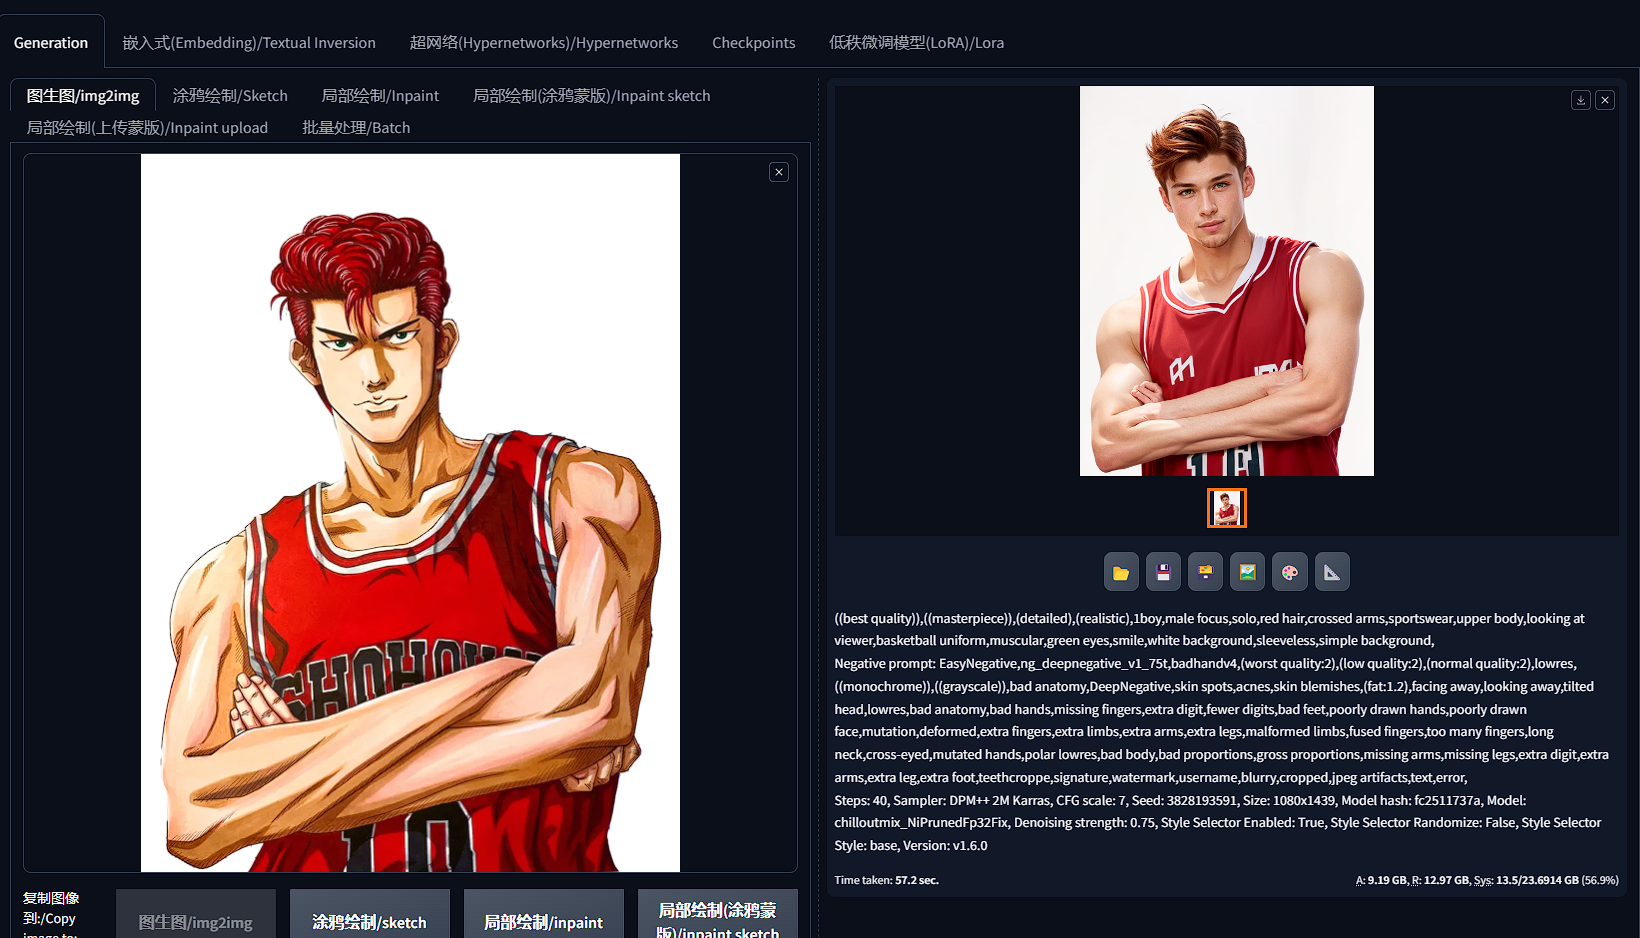 Generation
嵌入式(Embedding)/Textual Inversion
超网络(Hypernetworks)/Hypernetworks
Checkpoints
低秩微调模型(LoRA)/Lora
图生图/img2img
涂鸦绘制/Sketch
局部绘制/Inpaint
局部绘制(涂鸦蒙版)/Inpaint sketch
局部绘制(上传蒙版)/Inpaint upload
批量处理/Batch
10
复制图像
到:/Copy
image to:
图生图/img2img
涂鸦绘制/sketch
局部绘制/inpaint
局部绘制(涂鸦蒙
版)/inpaint sketch
((best quality)),((masterpiece)),(detailed),(realistic),1boy,male focus,solo,red hair,crossed arms,sportswear,upper body,looking at
viewer,basketball uniform,muscular,green eyes,smile,white background,sleeveless,simple background,
Negative prompt: EasyNegative,ng_deepnegative_v1_75t,badhandv4,(worst quality:2),(low quality:2),(normal quality:2),lowres,
((monochrome)),((grayscale)),bad anatomy,DeepNegative,skin spots,acnes,skin blemishes,(fat:1.2),facing away,looking away,tilted
head,lowres,bad anatomy,bad hands,missing fingers,extra digit,fewer digits,bad feet,poorly drawn hands,poorly drawn
face,mutation,deformed,extra fingers,extra limbs,extra arms,extra legs,malformed limbs,fused fingers,too many fingers,long
neck,cross-eyed,mutated hands,polar lowres,bad body,bad proportions,gross proportions,missing arms,missing legs,extra digit,extra
arms,extra leg,extra foot,teethcroppe,signature,watermark,username,blurry,cropped,jpeg artifacts,text,error,
Steps: 40, Sampler: DPM++ 2M Karras, CFG scale: 7, Seed: 3828193591, Size: 1080x1439, Model hash: fc2511737a, Model:
chilloutmix_NiPrunedFp32Fix, Denoising strength: 0.75, Style Selector Enabled: True, Style Selector Randomize: False, Style Selector
Style: base, Version: v1.6.0
Time taken: 57.2 sec.
A: 9.19 GB, R: 12.97 GB, Sys: 13.5/23.6914 GB (56.9%)